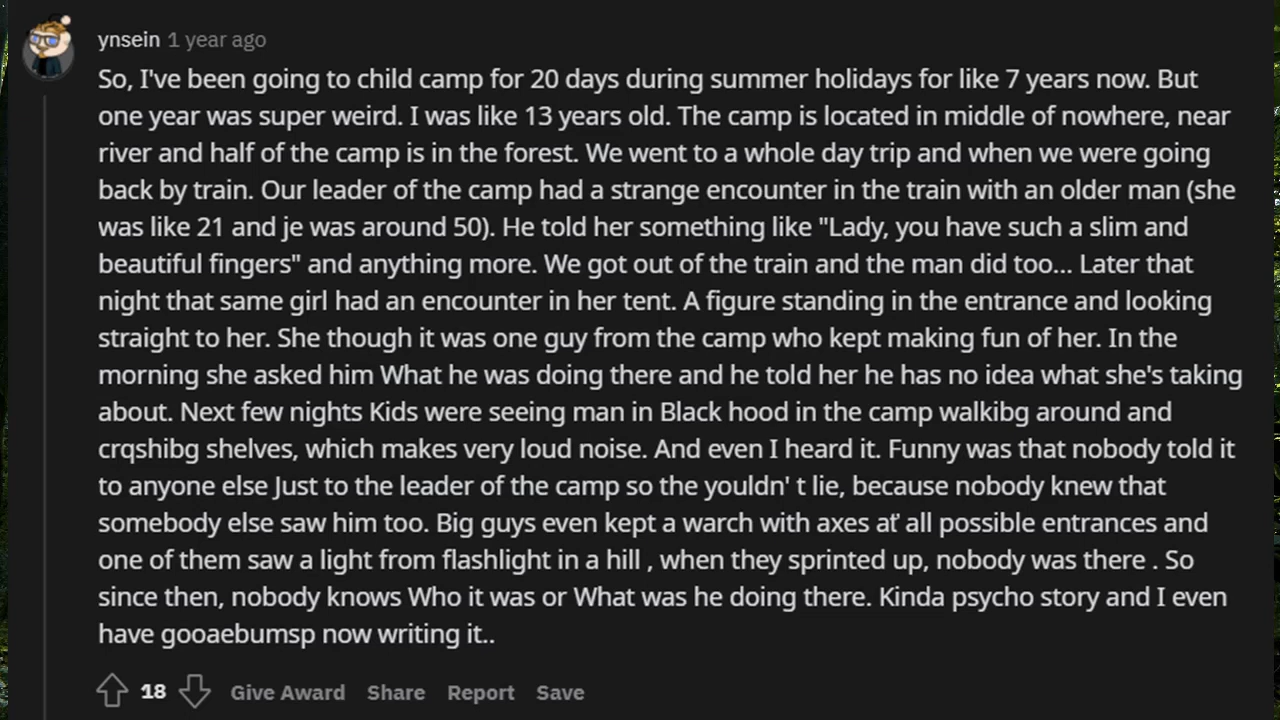 ynsein 1 year ago
So, I've been going to child camp for 20 days during summer holidays for like 7 years now. But
one year was super weird. I was like 13 years old. The camp is located in middle of nowhere, near
river and half of the camp is in the forest. We went to a whole day trip and when we were going
back by train. Our leader of the camp had a strange encounter in the train with an older man (she
was like 21 and je was around 50). He told her something like "Lady, you have such a slim and
beautiful fingers" and anything more. We got out of the train and the man did too... Later that
night that same girl had an encounter in her tent. A figure standing in the entrance and looking
straight to her. She though it was one guy from the camp who kept making fun of her. In the
morning she asked him What he was doing there and he told her he has no idea what she's taking
about. Next few nights Kids were seeing man in Black hood in the camp walkibg around and
crqshibg shelves, which makes very loud noise. And even I heard it. Funny was that nobody told it
to anyone else Just to the leader of the camp so the youldn' t lie, because nobody knew that
somebody else saw him too. Big guys even kept a warch with axes ať all possible entrances and
one of them saw a light from flashlight in a hill , when they sprinted up, nobody was there . So
since then, nobody knows Who it was or What was he doing there. Kinda psycho story and I even
have gooaebumsp now writing it..
18 Give Award Share Report Save